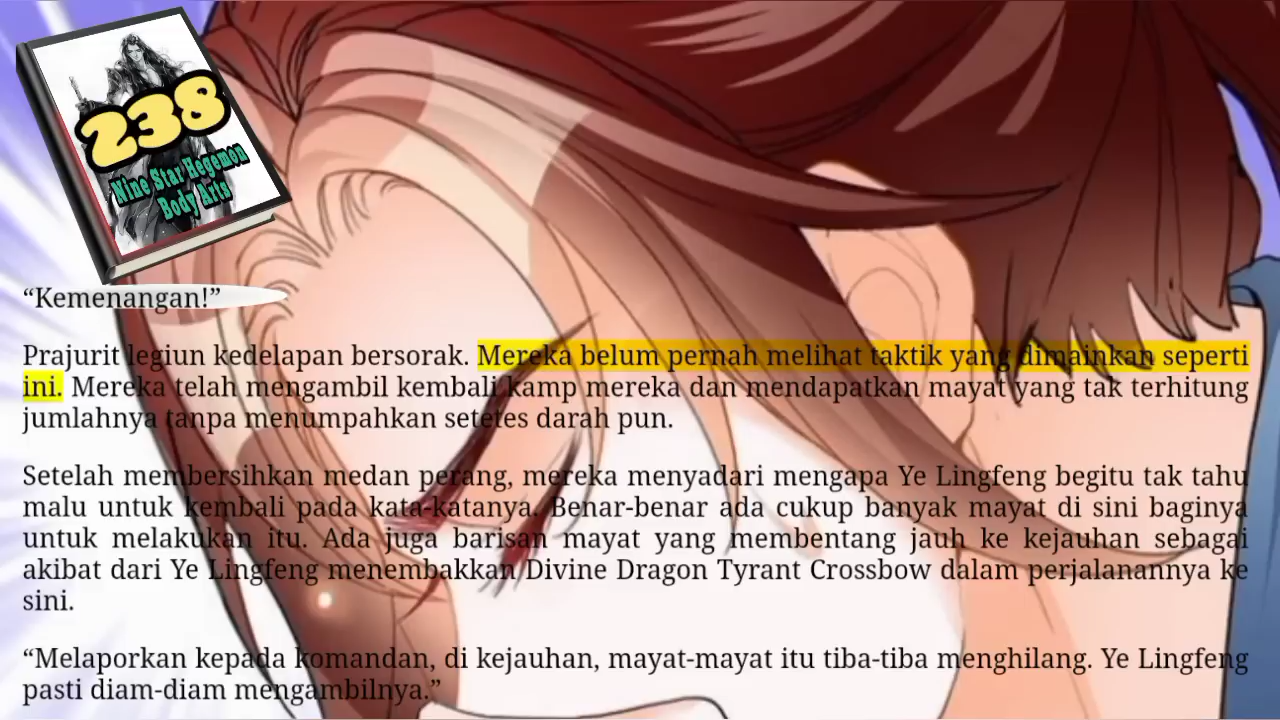 238
Nine Star Hegemon
Body Arts
“Kemenangan!”
Prajurit legiun kedelapan bersorak. Mereka belum pernah melihat taktik yang dimainkan seperti
ini. Mereka telah mengambil kembali kamp mereka dan mendapatkan mayat yang tak terhitung
jumlahnya tanpa menumpahkan setetes darah pun.
Setelah membersihkan medan perang, mereka menyadari mengapa Ye Lingfeng begitu tak tahu
malu untuk kembali pada kata-katanya. Benar-benar ada cukup banyak mayat di sini baginya
untuk melakukan itu. Ada juga barisan mayat yang membentang jauh ke kejauhan sebagai
akibat dari Ye Lingfeng menembakkan Divine Dragon Tyrant Crossbow dalam perjalanannya ke
sini.
“Melaporkan kepada komandan, di kejauhan, mayat-mayat itu tiba-tiba menghilang. Ye Lingfeng
pasti diam-diam mengambilnya.”